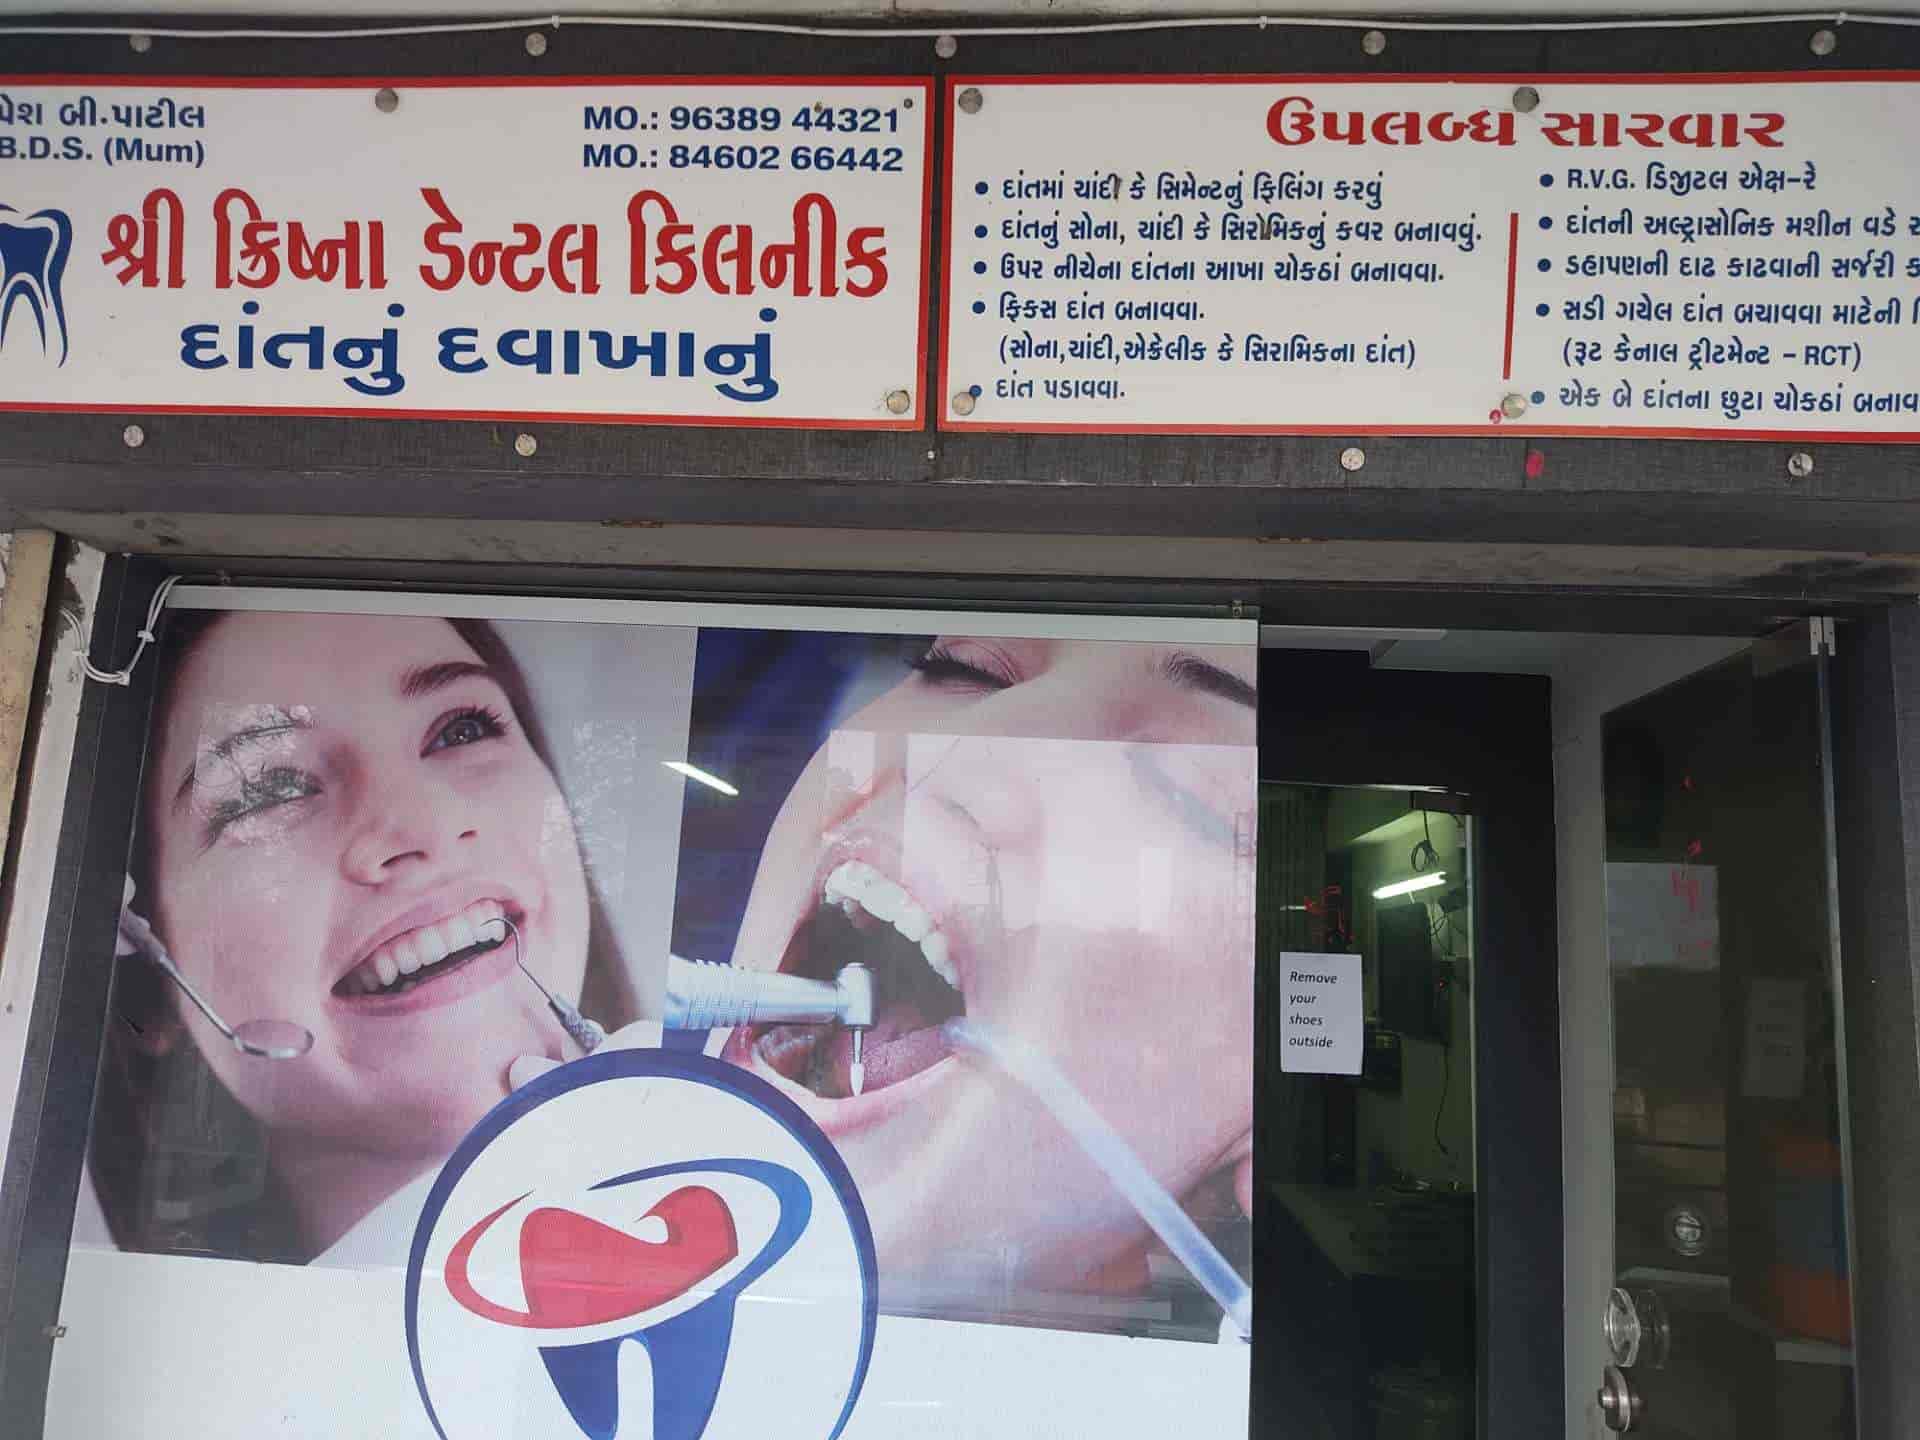 બી.પાટીલ
B.D.S. (Mum)
MO.: 96389 44321
MO.: 84602 66442
શ્રી ક્રિષ્ના ડેન્ટલ કિલનીક
દાંતનું દવાખાનું
ઉપલબ્ધ સારવાર
• દાંતમાં ચાંદી કે સિમેન્ટનું ફિલિંગ કરવું
• દાંતનું સોના, ચાંદી કે સિરોમિકનું કવર બનાવવું.
• ઉપર નીચેના દાંતના આખા ચોકઠાં બનાવવા.
• ફિકસ દાંત બનાવવા.
(સોના,ચાંદી,એક્રેલીક કે સિરામિકના દાંત)
• દાંત પડાવવા.
• R.V.G. ડિજીટલ એક્ષ-રે
• દાંતની અલ્ટ્રાસોનિક મશીન વડે
• ડહાપણની દાઢ કાઢવાની સર્જરી
• સડી ગયેલ દાંત બચાવવા માટેની
(રૂટ કેનાલ ટ્રીટમેન્ટ - RCT)
• એક બે દાંતના છુટા ચોકઠાં
Remove
your
shoes
outside